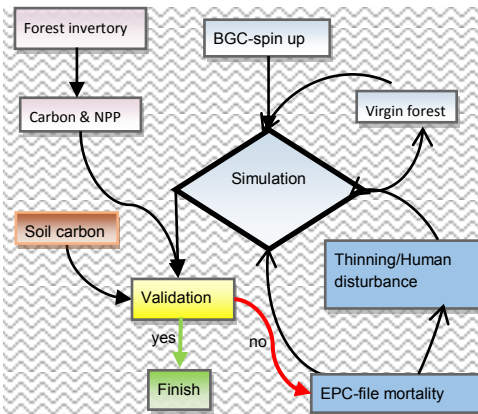 Forest invertory
BGC-spin up
Carbon & NPP
Virgin forest
Simulation
Soil carbon
Thinning/Human
disturbance
Validation
yes
no
Finish
EPC-file mortality